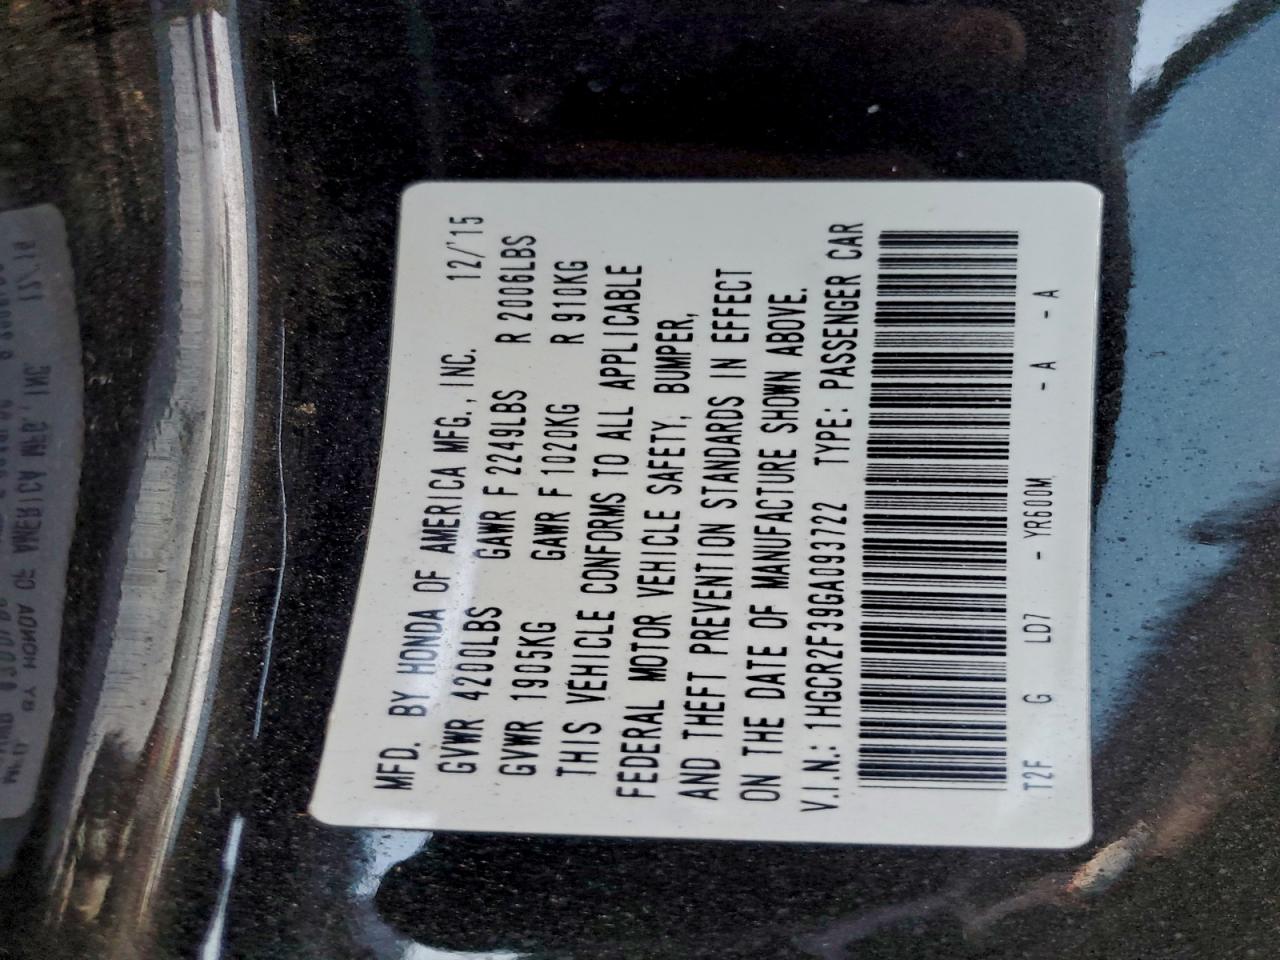 MFD. BY HONDA OF AMERICA MFG., INC. 12/'15
GVWR 4200LBS GAWR F 2249LBS R 2006LBS
GVWR 1905KG GAWR F 1020KG R 910KG
THIS VEHICLE CONFORMS TO ALL APPLICABLE
FEDERAL MOTOR VEHICLE SAFETY, BUMPER,
AND THEFT PREVENTION STANDARDS IN EFFECT
ON THE DATE OF MANUFACTURE SHOWN ABOVE.
V.I.N.: 1HGCR2F39GA093722 TYPE: PASSENGER CAR
T2F G LD7 - YR600M - A - A